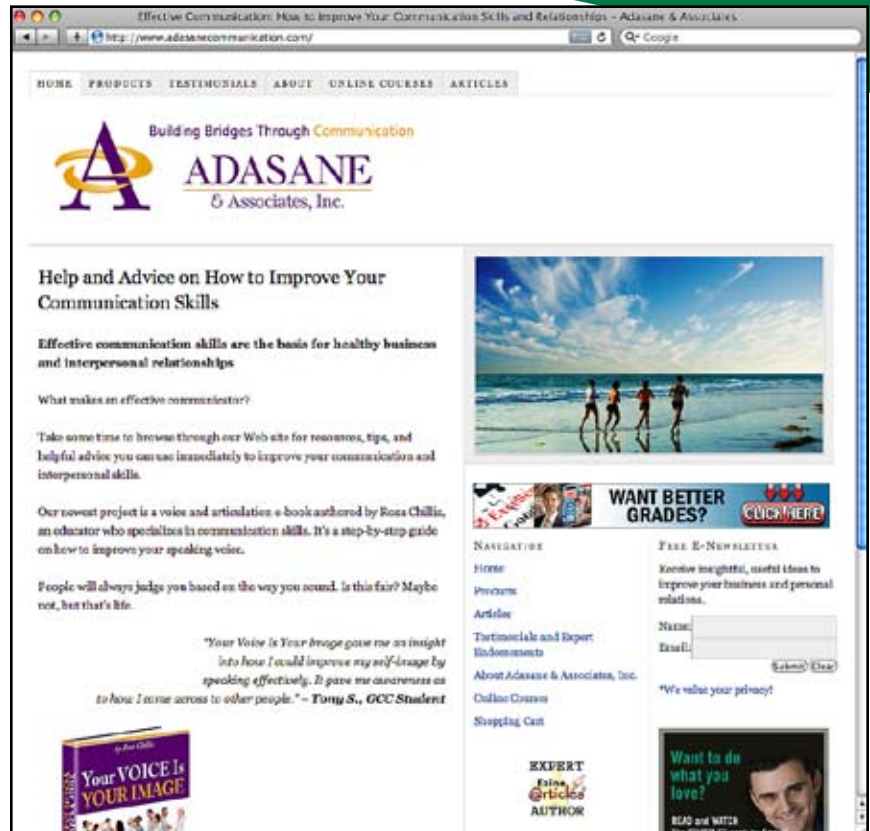 Effective Communication: How to Improve Your Communication Skills and Relationships – Adasane & Associates
http://www.adasanecommunication.com/
Google
HOME PRODUCTS TESTIMONIALS ABOUT ONLINE COURSES ARTICLES
Building Bridges Through Communication
ADASANE
& Associates, Inc.
Help and Advice on How to Improve Your
Communication Skills
Effective communication skills are the basis for healthy business
and interpersonal relationships
What makes an effective communicator?
Take some time to browse through our Web site for resources, tips, and
helpful advice you can use immediately to improve your communication and
interpersonal skills.
Our newest project is a voice and articulation e-book authored by Rosa Chillis,
an educator who specializes in communication skills. It's a step-by-step guide
on how to improve your speaking voice.
People will always judge you based on the way you sound. Is this fair? Maybe
not, but that's life.
"Your Voice is Your Image gave me an insight
into how I could improve my self-image by
speaking effectively. It gave me awareness as
to how I come across to other people." – Tony S., GCC Student
by Rosa Chillis
Your VOICE Is
YOUR IMAGE
WANT BETTER
GRADES?
CLICK HERE
NAVIGATION
Home
Products
Articles
Testimonials and Expert
Endorsements
About Adasane & Associates, Inc.
Online Courses
Shopping Cart
EXPERT
Ezine
@rticles
AUTHOR
FREE E-NEWSLETTER
Receive insightful, useful ideas to
improve your business and personal
relations.
Name:
Email:
Submit Clear
*We value your privacy!
Want to do
what you
love?
READ and WATCH